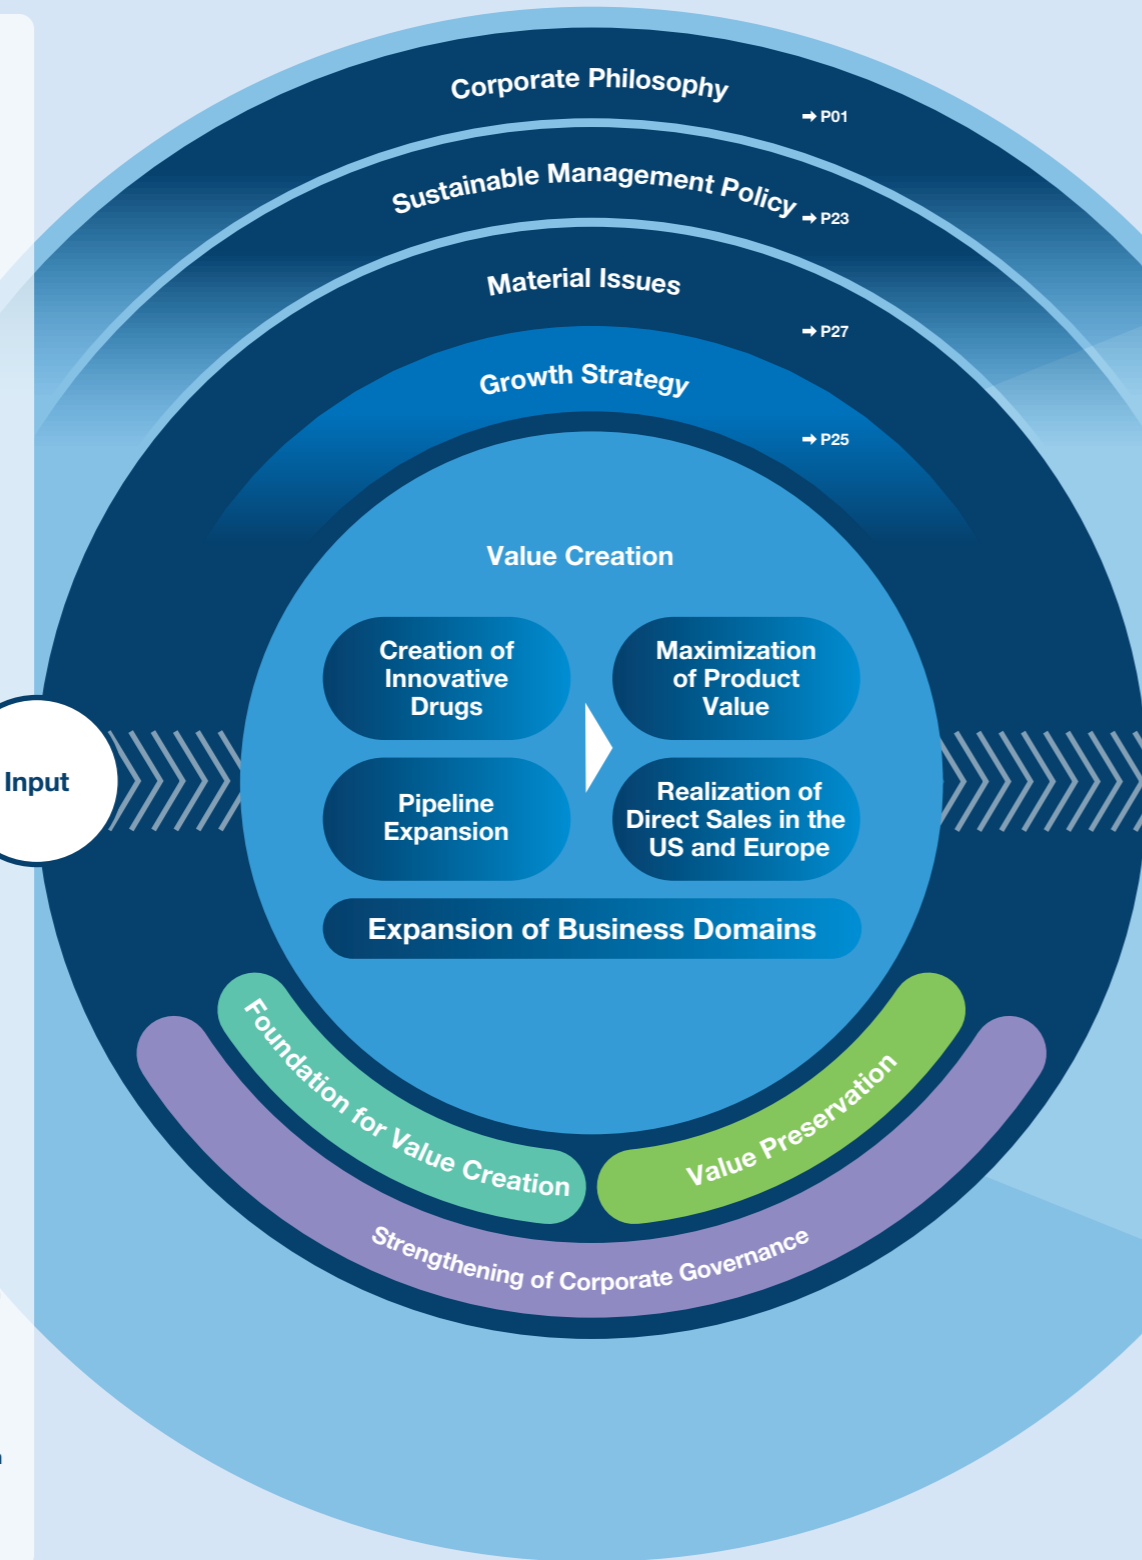 Corporate Philosophy
➡ P01
Sustainable Management Policy
➡ P23
Material Issues
➡ P27
Growth Strategy
➡ P25
Value Creation
Creation of
Innovative
Drugs
Maximization
of Product
Value
Input
Pipeline
Expansion
Realization of
Direct Sales in the
US and Europe
Expansion of Business Domains
Foundation for Value Creation
Value Preservation
Strengthening of Corporate Governance